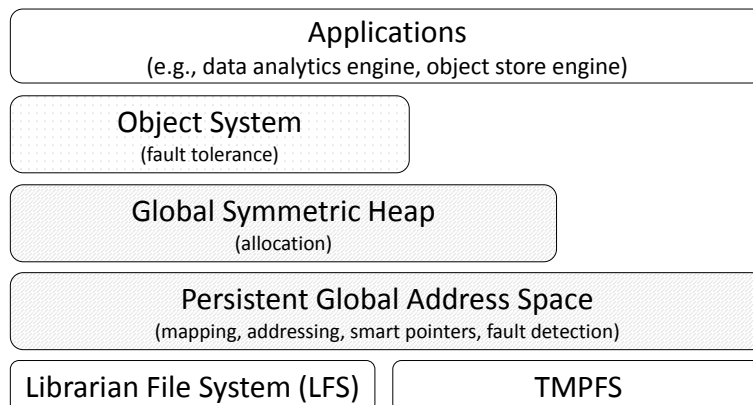 Applications
(e.g., data analytics engine, object store engine)
Object System
(fault tolerance)
Global Symmetric Heap
(allocation)
Persistent Global Address Space
(mapping, addressing, smart pointers, fault detection)
Librarian File System (LFS)
TMPFS